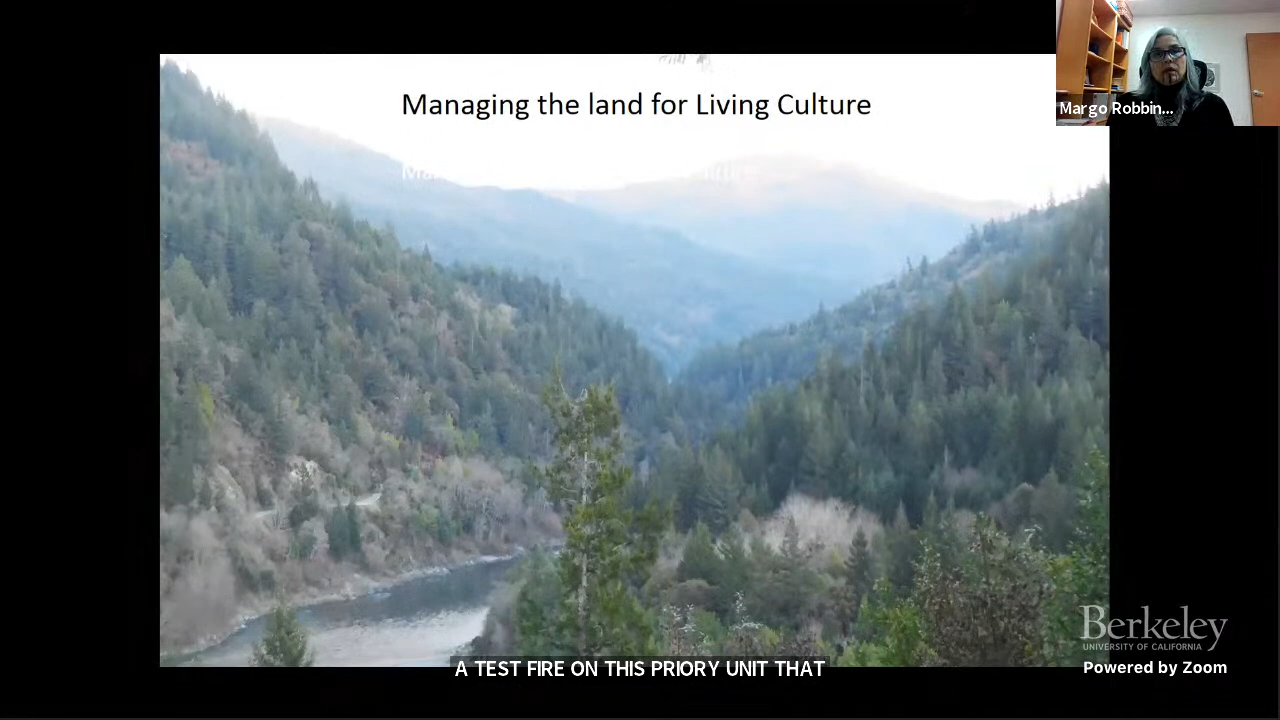 Managing the land for Living Culture
Margo Robbin...
Berkeley
UNIVERSITY OF CALIFORNIA
A TEST FIRE ON THIS PRIORY UNIT THAT
Powered by Zoom